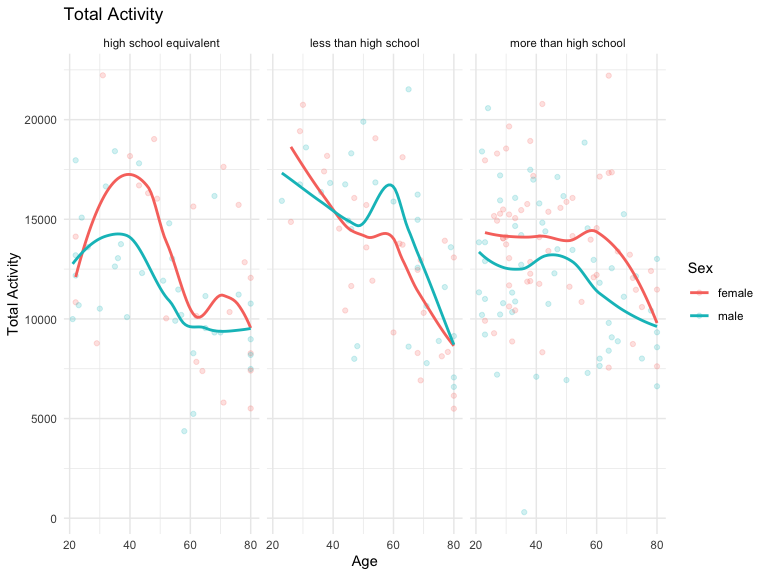 Total Activity
high school equivalent
less than high school
more than high school
20000
15000
10000
5000
0
Total Activity
20 40 60 80
20 40 60 80
20 40 60 80
Age
Sex
female
male